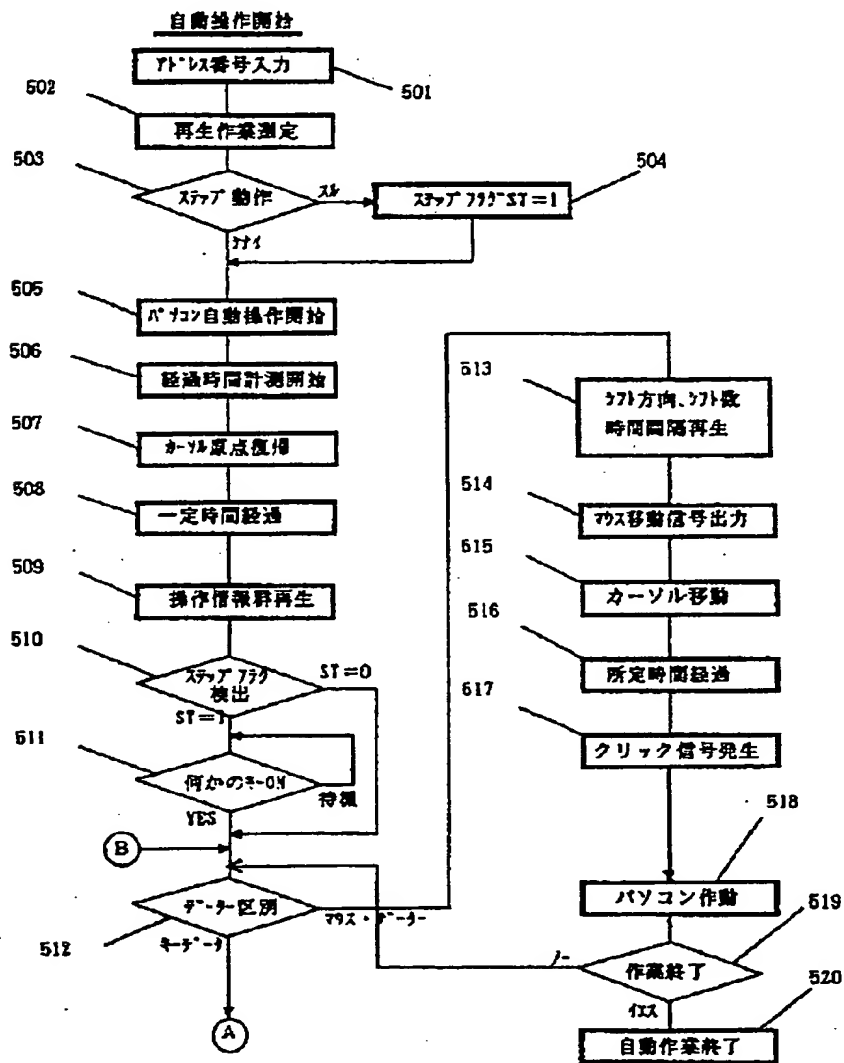 自動操作開始
ｱﾄﾞﾚｽ番号入力
501
502
再生作業測定
503
ｽﾃｯﾌﾟ動作
ｽﾙ
504
ｽﾃｯﾌﾟﾌﾗｸﾞST=1
ｼﾅｲ
505
ﾊﾟｿｺﾝ自動操作開始
506
経過時間計測開始
507
ｶｰｿﾙ原点復帰
508
一定時間経過
509
操作情報群再生
510
ｽﾃｯﾌﾟﾌﾗｸﾞ
検出
ST=0
ST=1
511
何かのｷｰON
待機
YES
B
512
ﾃﾞｰﾀｰ区別
ﾏｳｽ・ﾃﾞｰﾀｰ
ｷｰﾃﾞｰﾀ
A
513
ｼﾌﾄ方向、ｼﾌﾄ数
時間間隔再生
514
ﾏｳｽ移動信号出力
515
カーソル移動
516
所定時間経過
517
クリック信号発生
518
パソコン作動
519
作業終了
ﾉｰ
ｲｴｽ
520
自動作業終了